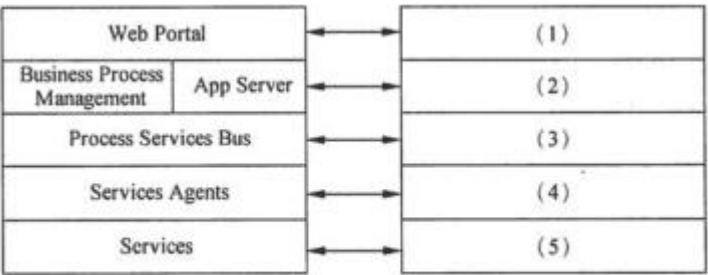 Web Portal
(1)
Business Process
Management
App Server
(2)
Process Services Bus
(3)
Services Agents
(4)
Services
(5)